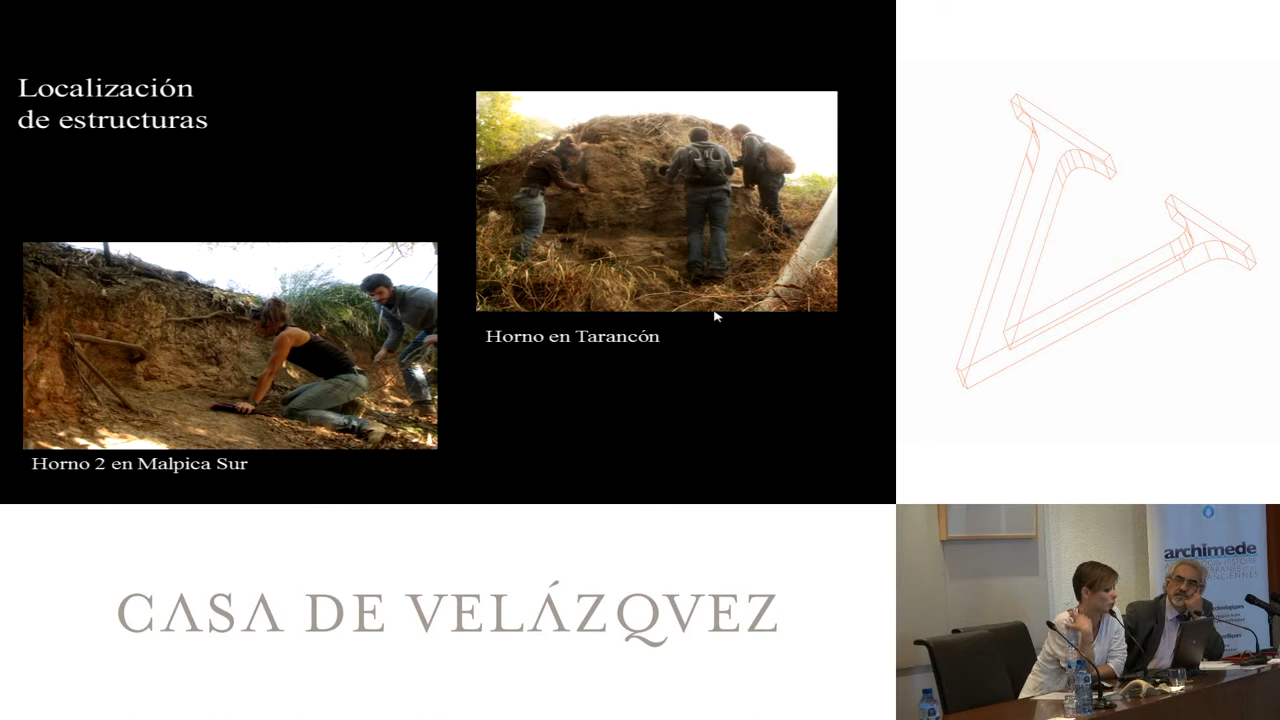 Localización
de estructuras
Horno en Tarancón
Horno 2 en Malpica Sur
CASA DE VELÁZQVEZ
archimede